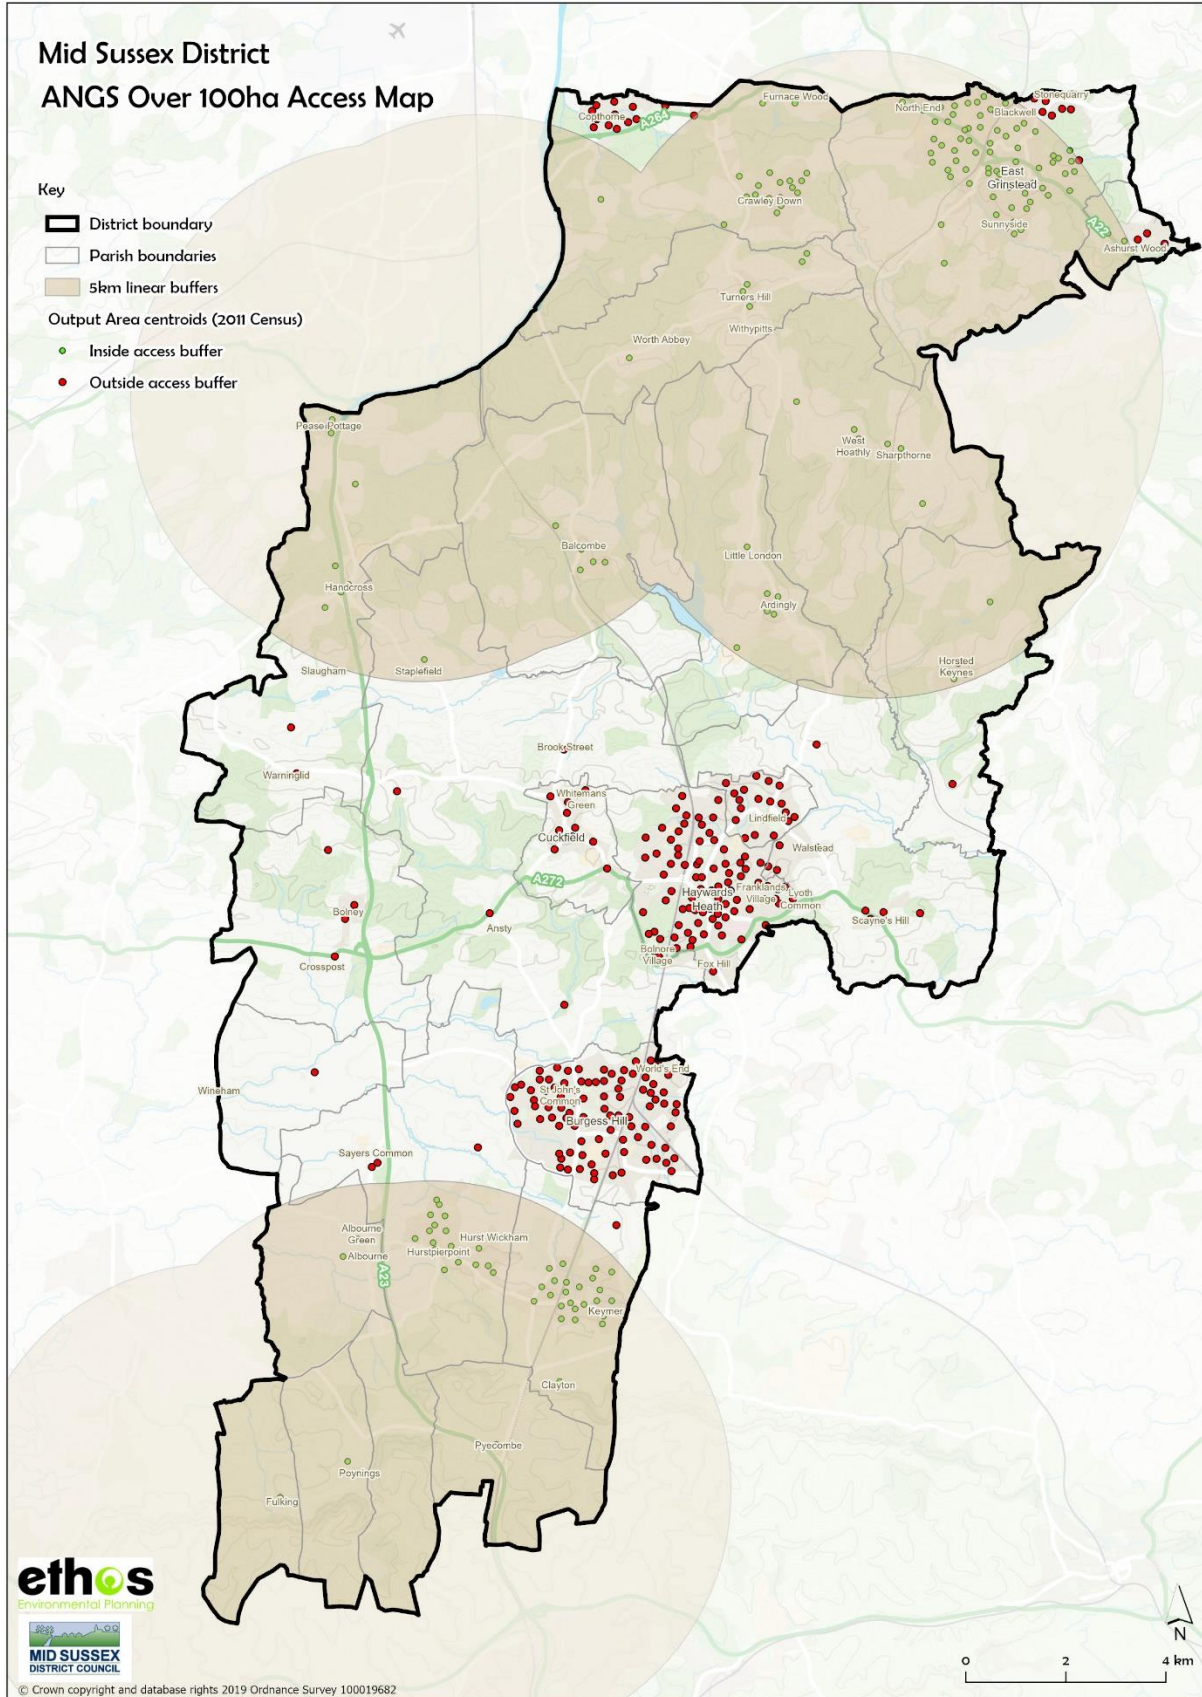 Mid Sussex District
ANGS Over 100ha Access Map
Key
District boundary
Parish boundaries
5km linear buffers
Output Area centroids (2011 Census)
Inside access buffer
Outside access buffer
Copthorne
A264
Furnace Wood
North End
Stonequarry
Blackwell
East
Grinstead
Crawley Down
Sunnyside
A22
Ashurst Wood
Turners Hill
Withypitts
Worth Abbey
Pease Pottage
West
Hoathly
Sharpthorne
Balcombe
Little London
Handcross
Ardingly
Slaugham
Staplefield
Horsted
Keynes
Brook Street
Warninglid
Whitemans
Green
Cuckfield
Lindfield
Walstead
A272
Haywards
Heath
Franklands
Village
Lyoth
Common
Scayne's Hill
Bolney
Ansty
Bolnore
Village
Fox Hill
Crosspost
Wineham
World's End
St John's
Common
Burgess Hill
Sayers Common
Albourne
Green
Albourne
Hurst Wickham
Hurstpierpoint
A23
Keymer
Clayton
Pyecombe
Poynings
Fulking
ethos
Environmental Planning
MID SUSSEX
DISTRICT COUNCIL
N
0 2 4 km
© Crown copyright and database rights 2019 Ordnance Survey 100019682